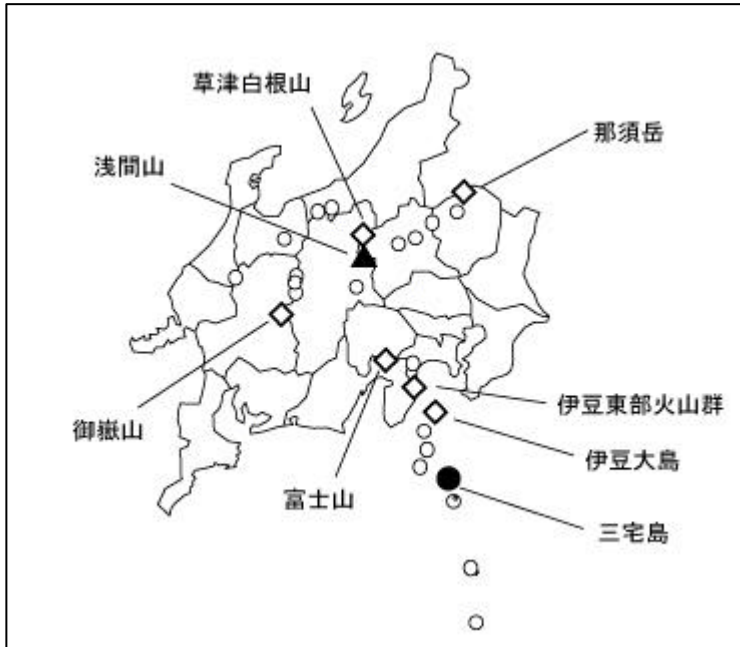 草津白根山
那須岳
浅間山
伊豆東部火山群
御嶽山
伊豆大島
富士山
三宅島